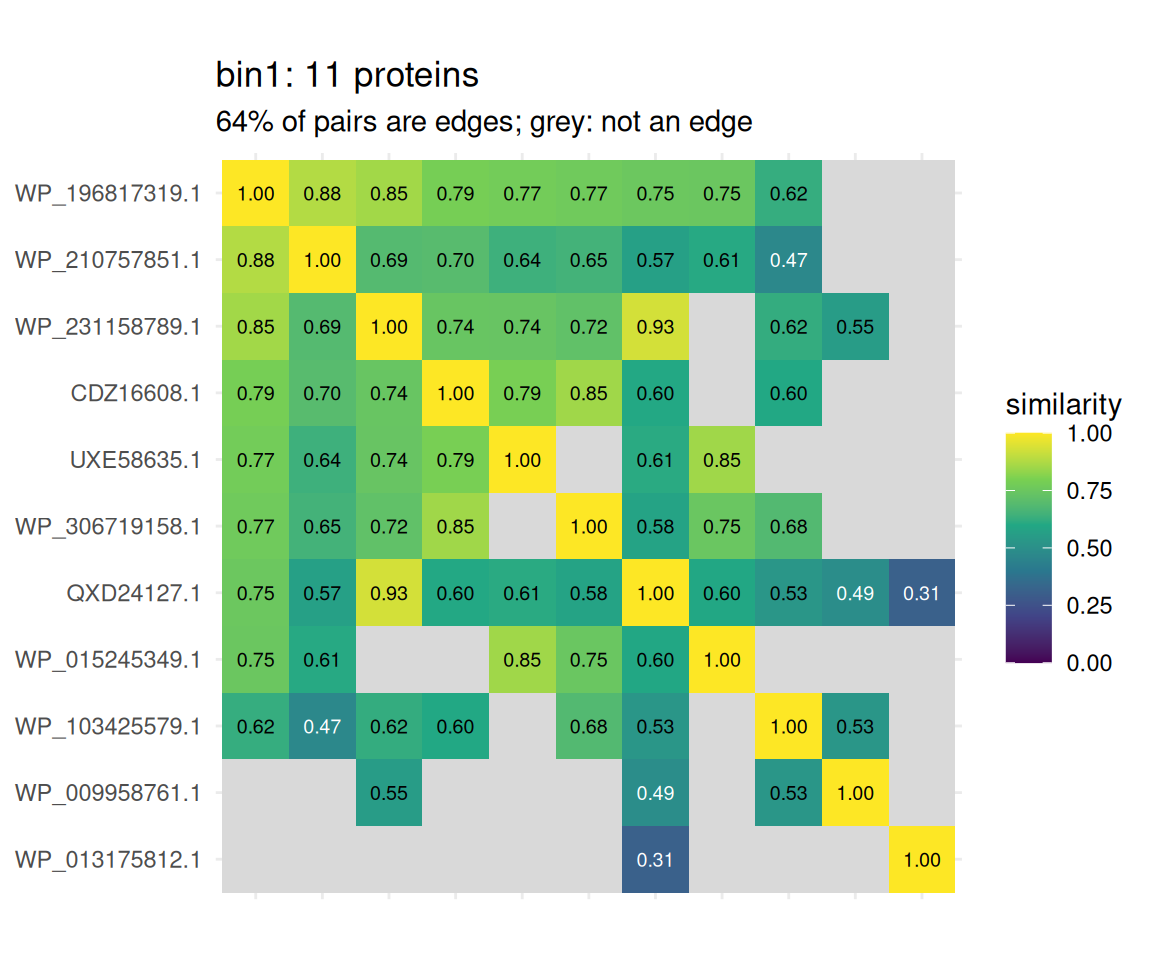 bin1: 11 proteins
64% of pairs are edges; grey: not an edge
WP_196817319.1 1.00 0.88 0.85 0.79 0.77 0.77 0.75 0.75 0.62
WP_210757851.1 0.88 1.00 0.69 0.70 0.64 0.65 0.57 0.61 0.47
WP_231158789.1 0.85 0.69 1.00 0.74 0.74 0.72 0.93 0.62 0.55
CDZ16608.1 0.79 0.70 0.74 1.00 0.79 0.85 0.60 0.60
UXE58635.1 0.77 0.64 0.74 0.79 1.00 0.61 0.85
WP_306719158.1 0.77 0.65 0.72 0.85 1.00 0.58 0.75 0.68
QXD24127.1 0.75 0.57 0.93 0.60 0.61 0.58 1.00 0.60 0.53 0.49 0.31
WP_015245349.1 0.75 0.61 0.85 0.75 0.60 1.00
WP_103425579.1 0.62 0.47 0.62 0.60 0.68 0.53 1.00 0.53
WP_009958761.1 0.55 0.49 0.53 1.00
WP_013175812.1 0.31 1.00
similarity
1.00
0.75
0.50
0.25
0.00